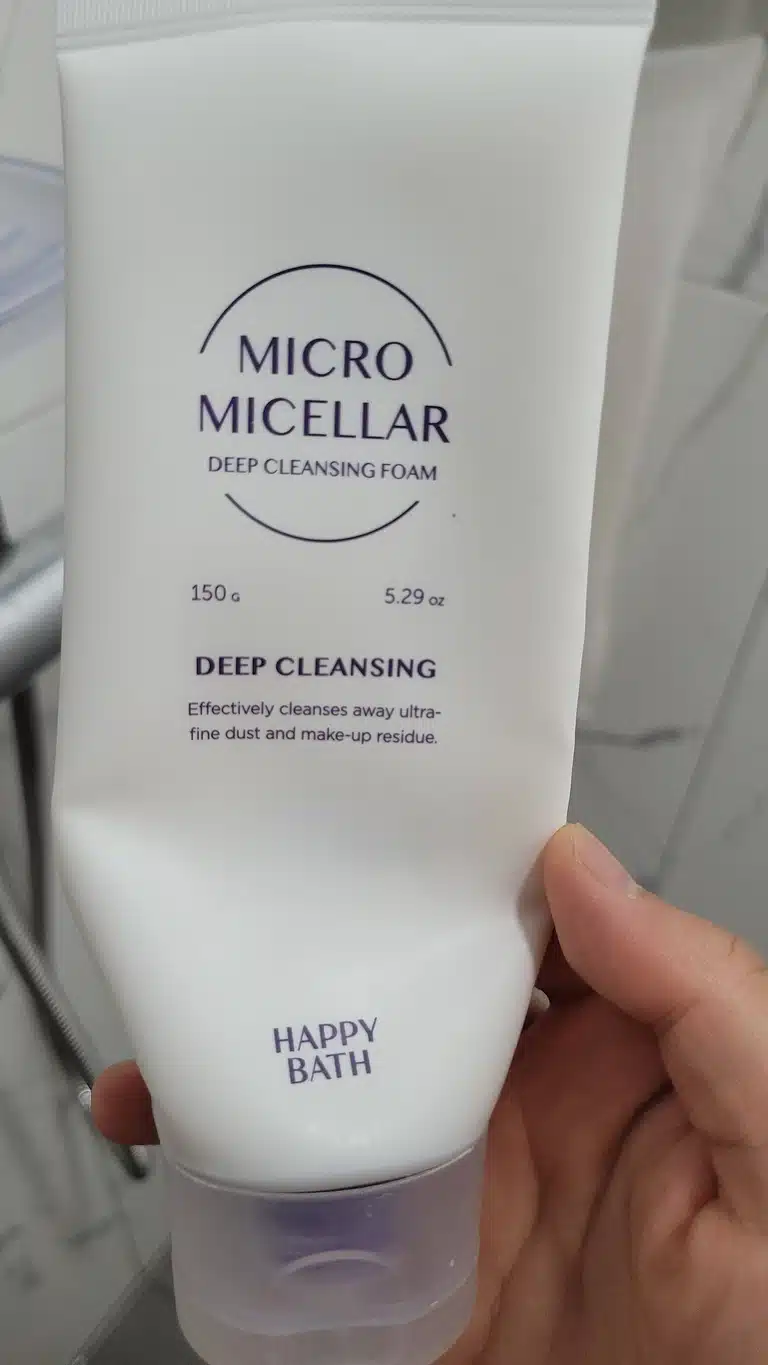 MICRO
MICELLAR
DEEP CLEANSING FOAM
150 G 5.29 oz
DEEP CLEANSING
Effectively cleanses away ultra-
fine dust and make-up residue.
HAPPY
BATH